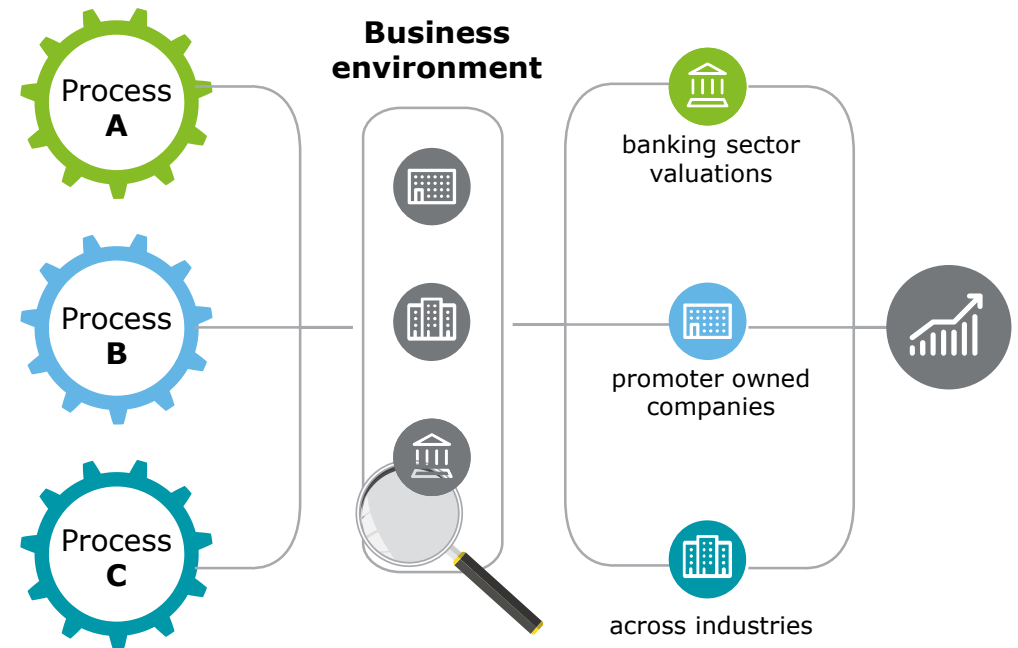 Process
A
Process
B
Process
C
Business
environment
banking sector
valuations
promoter owned
companies
across industries